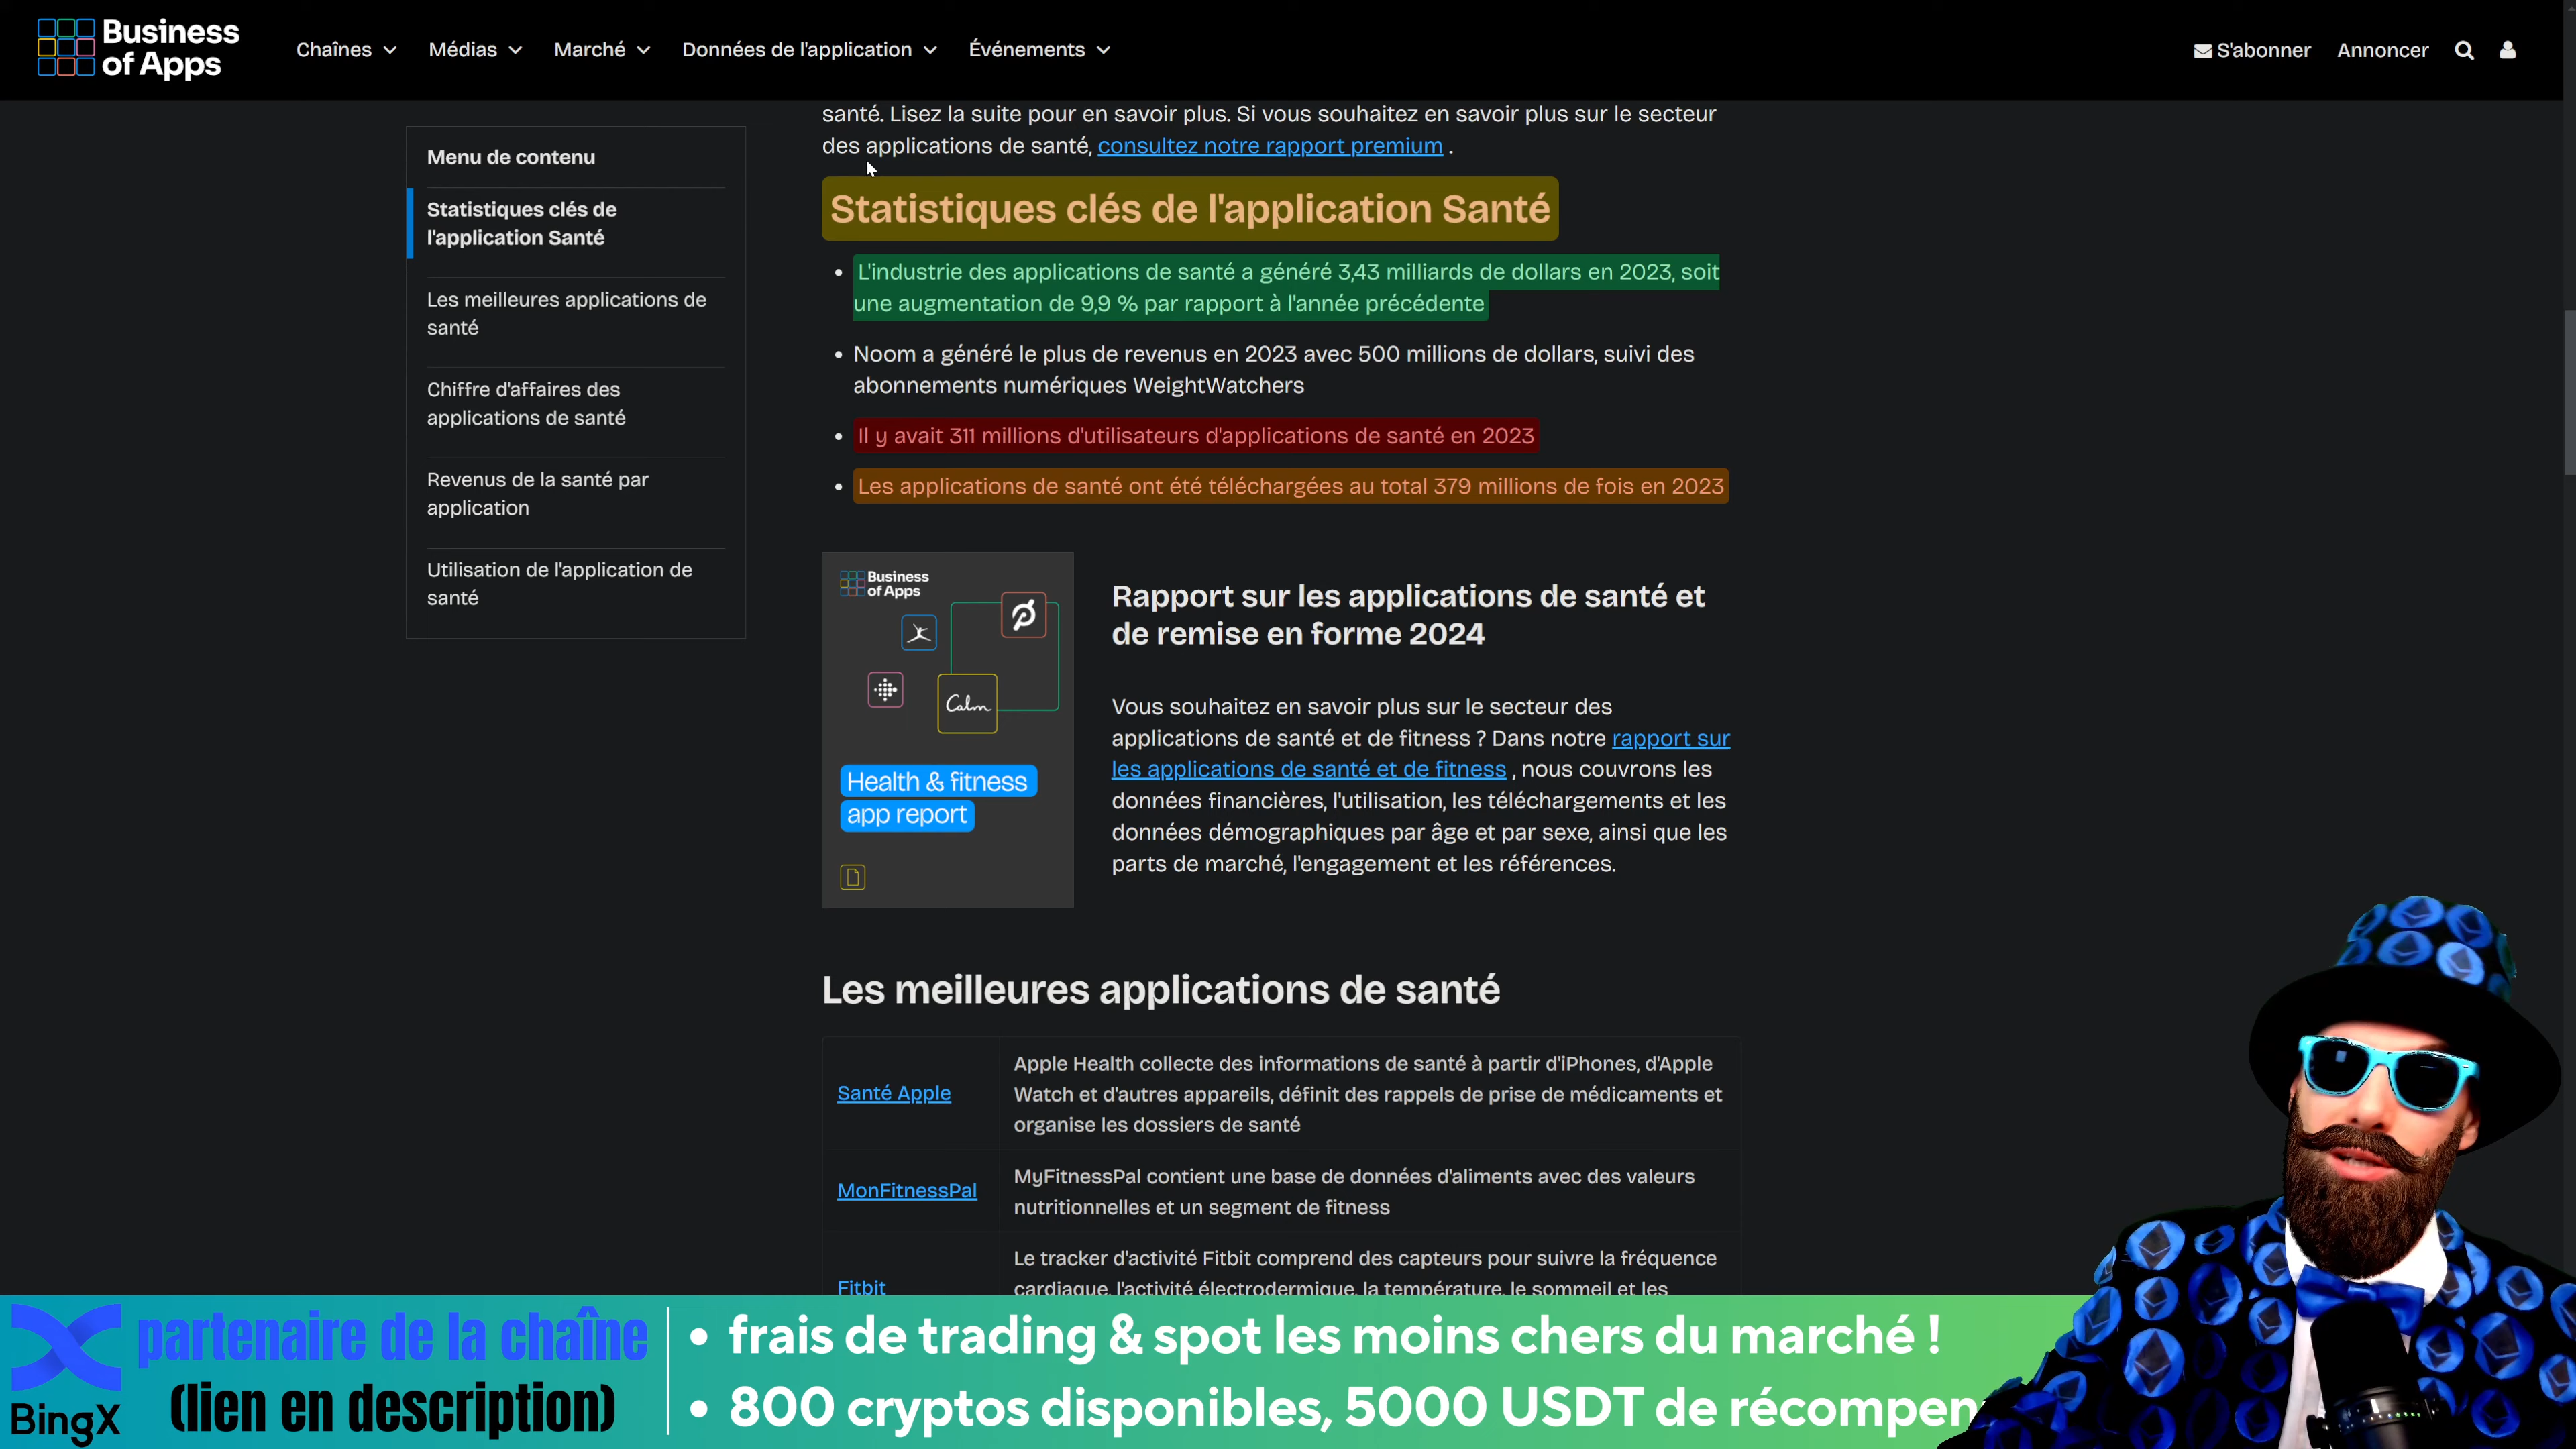 Business
of Apps
Chaînes
Médias
Marché
Données de l'application
Événements
S'abonner
Annoncer
Menu de contenu
Statistiques clés de
l'application Santé
Les meilleures applications de
santé
Chiffre d'affaires des
applications de santé
Revenus de la santé par
application
Utilisation de l'application de
santé
santé. Lisez la suite pour en savoir plus. Si vous souhaitez en savoir plus sur le secteur
des applications de santé, consultez notre rapport premium .
Statistiques clés de l'application Santé
• L'industrie des applications de santé a généré 3,43 milliards de dollars en 2023, soit
une augmentation de 9,9 % par rapport à l'année précédente
• Noom a généré le plus de revenus en 2023 avec 500 millions de dollars, suivi des
abonnements numériques WeightWatchers
• Il y avait 311 millions d'utilisateurs d'applications de santé en 2023
• Les applications de santé ont été téléchargées au total 379 millions de fois en 2023
Business
of Apps
Calm
Health & fitness
app report
Rapport sur les applications de santé et
de remise en forme 2024
Vous souhaitez en savoir plus sur le secteur des
applications de santé et de fitness ? Dans notre rapport sur
les applications de santé et de fitness , nous couvrons les
données financières, l'utilisation, les téléchargements et les
données démographiques par âge et par sexe, ainsi que les
parts de marché, l'engagement et les références.
Les meilleures applications de santé
Santé Apple
Apple Health collecte des informations de santé à partir d'iPhones, d'Apple
Watch et d'autres appareils, définit des rappels de prise de médicaments et
organise les dossiers de santé
MonFitnessPal
MyFitnessPal contient une base de données d'aliments avec des valeurs
nutritionnelles et un segment de fitness
Fitbit
Le tracker d'activité Fitbit comprend des capteurs pour suivre la fréquence
cardiaque, l'activité électrodermique, la température, le sommeil et les
BingX
partenaire de la chaîne
(lien en description)
• frais de trading & spot les moins chers du marché !
• 800 cryptos disponibles, 5000 USDT de récompen